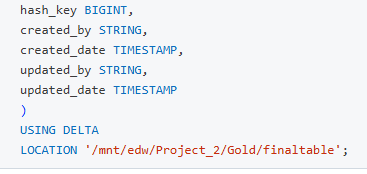 hash_key BIGINT,
created_by STRING,
created_date TIMESTAMP,
updated_by STRING,
updated_date TIMESTAMP
)
USING DELTA
LOCATION '/mnt/edw/Project_2/Gold/finaltable';